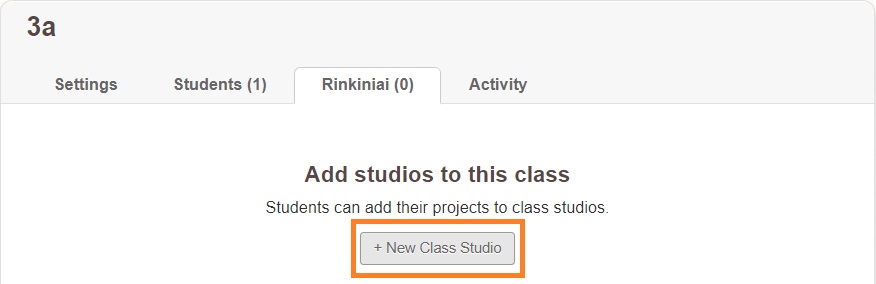 3a
Settings Students (1) Rinkiniai (0) Activity
Add studios to this class
Students can add their projects to class studios.
+ New Class Studio